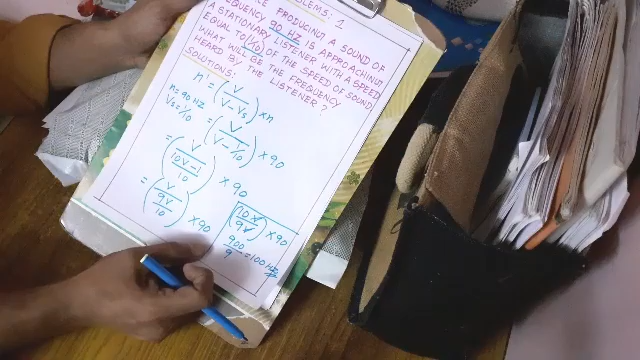 PROBLEMS: 1
PRODUCING A SOUND OF
FREQUENCY 90 HZ IS APPROACHING
A STATIONARY LISTENER WITH A SPEED
EQUAL TO (1/10) OF THE SPEED OF SOUND
WHAT WILL BE THE FREQUENCY
HEARD BY THE LISTENER?
SOLUTIONS:
n' = (V / V - Vs) × n
n = 90 HZ
Vs = 1/10
= (V / V - V/10) × 90
= (V / 10V-1 / 10) × 90
= (V / 9V / 10) × 90
(10V / 9V) × 90
900 / 9 = 100 Hz